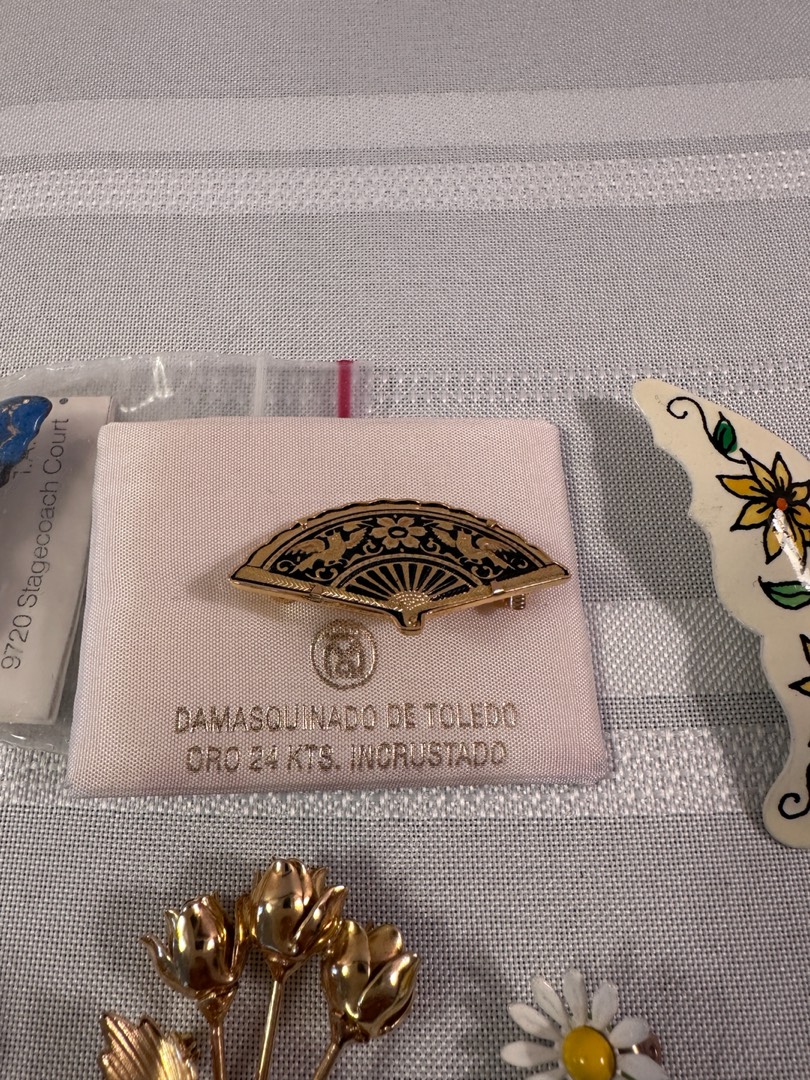 9720 Stagecoach Court
DAMASQUINADO DE TOLEDO
ORO 24 KTS. INCRUSTADO